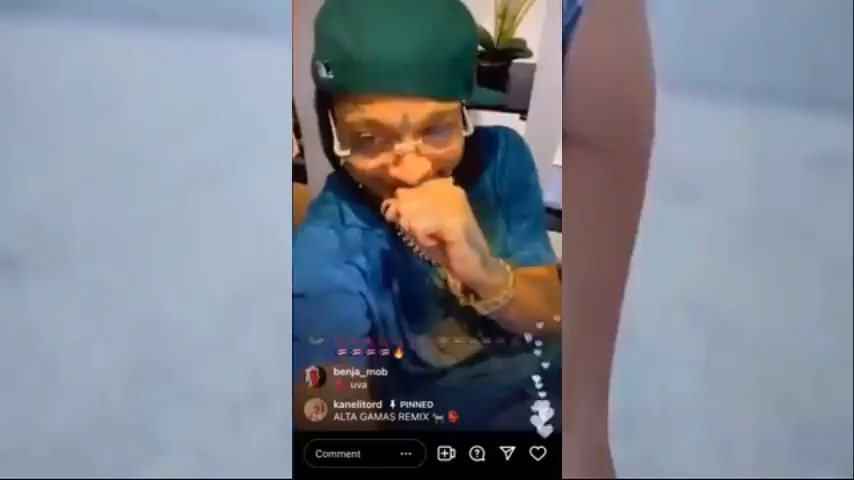 benja_mob
uva
kanelitord PINNED
ALTA GAMAS REMIX
Comment